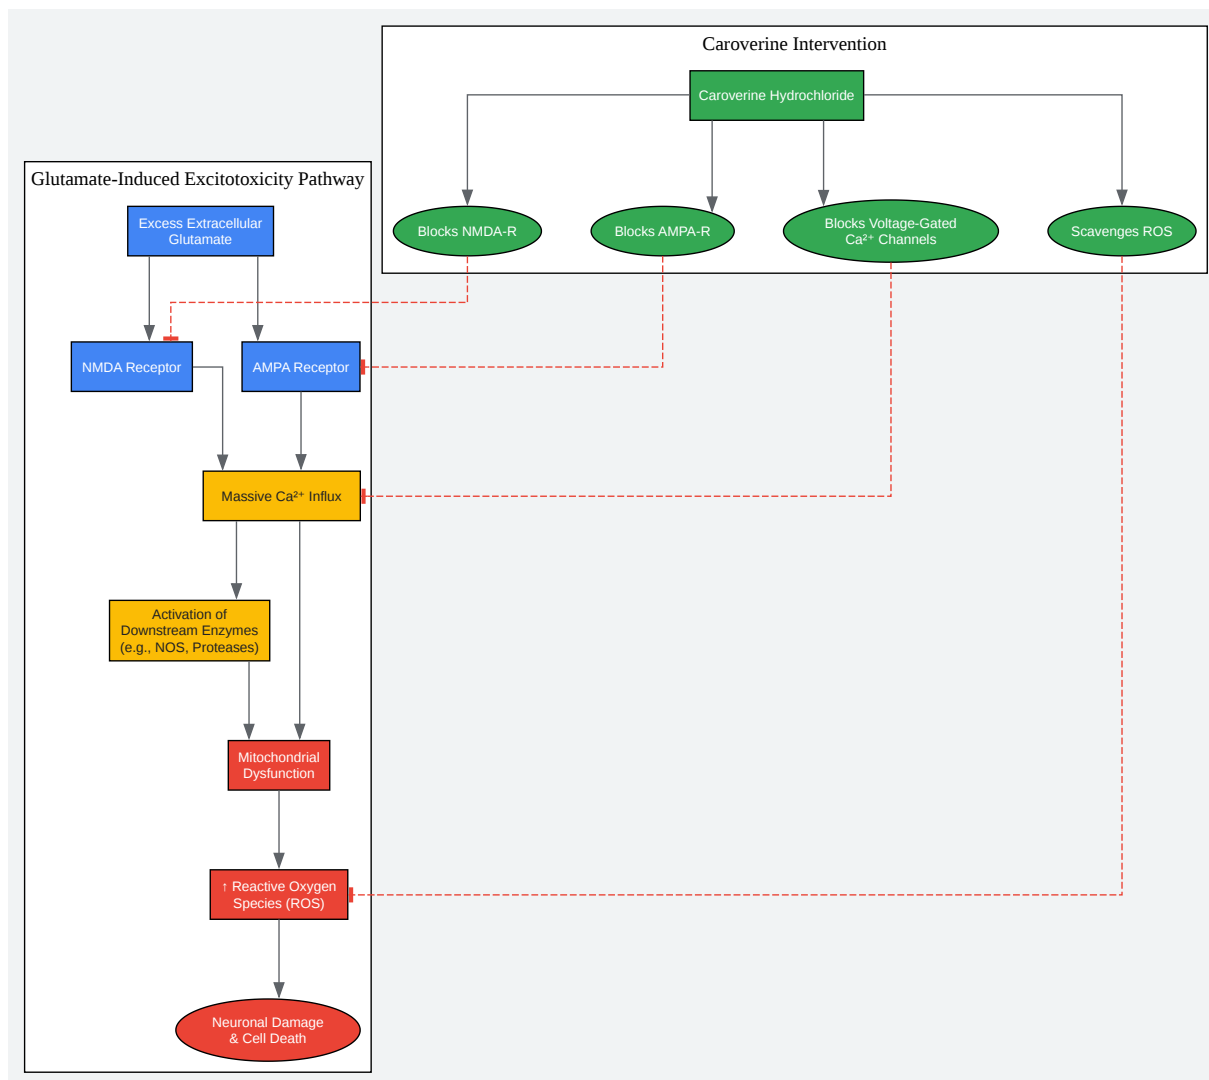 Caroverine Intervention
Caroverine Hydrochloride
Blocks NMDA-R
Blocks AMPA-R
Blocks Voltage-Gated
Ca²⁺ Channels
Scavenges ROS
Glutamate-Induced Excitotoxicity Pathway
Excess Extracellular
Glutamate
NMDA Receptor
AMPA Receptor
Massive Ca²⁺ Influx
Activation of
Downstream Enzymes
(e.g., NOS, Proteases)
Mitochondrial
Dysfunction
↑ Reactive Oxygen
Species (ROS)
Neuronal Damage
& Cell Death